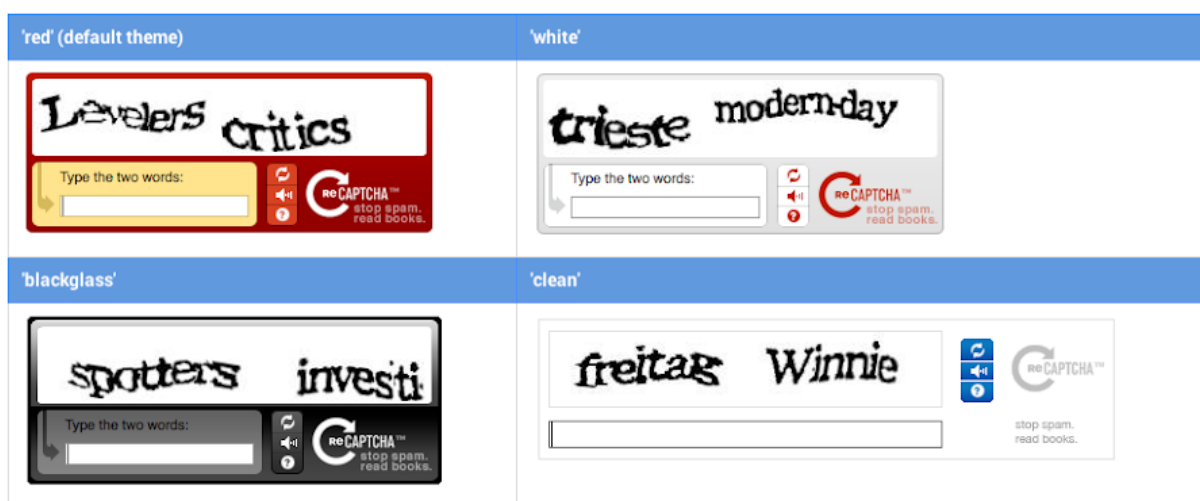 'red' (default theme)
'white'
Levelers critics
Type the two words:
ReCAPTCHA™
stop spam.
read books.
trieste modern-day
Type the two words:
ReCAPTCHA™
stop spam.
read books.
'blackglass'
'clean'
spotters investi
Type the two words:
ReCAPTCHA™
stop spam.
read books.
freitag Winnie
ReCAPTCHA™
stop spam.
read books.